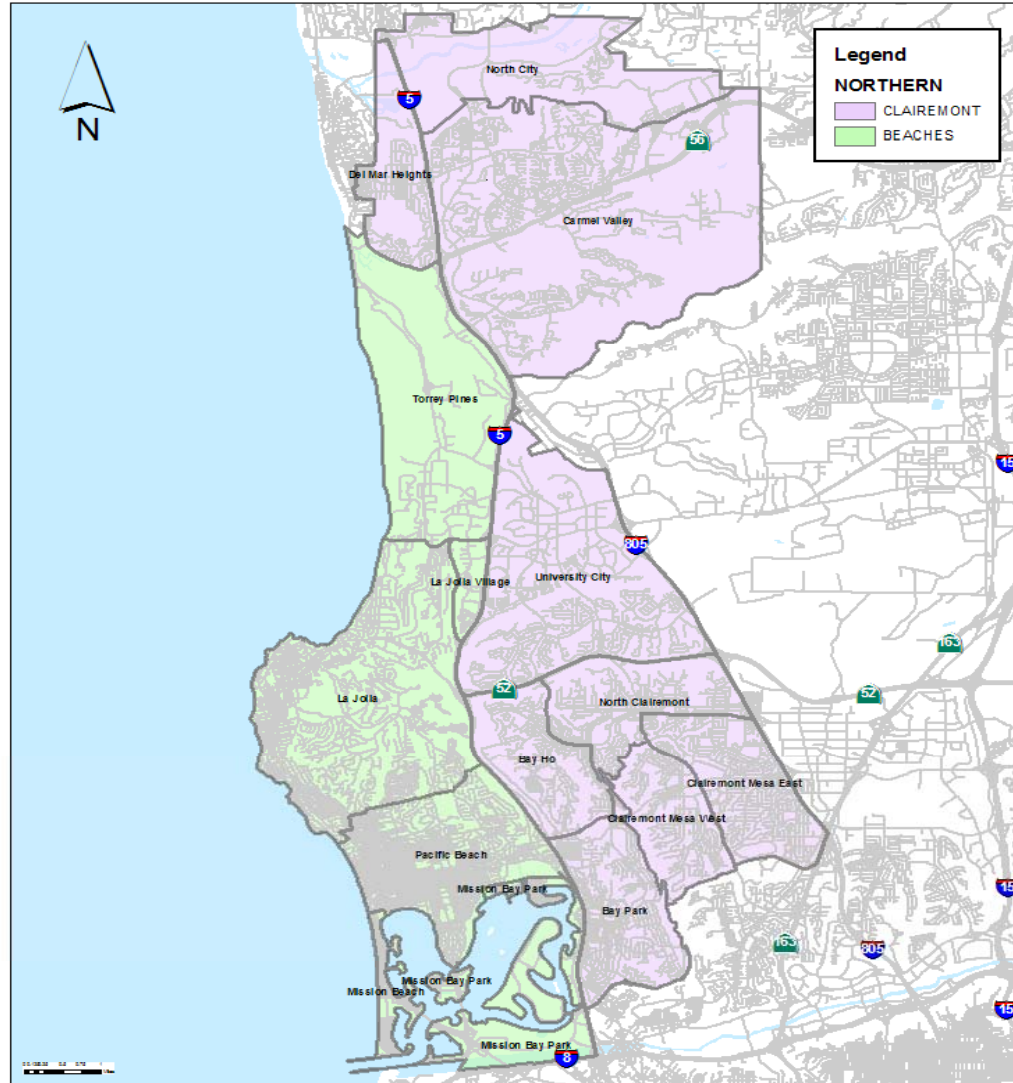 N
Legend
NORTHERN
CLAIREMONT
BEACHES
North City
5
56
Del Mar Heights
Carmel Valley
Torrey Pines
5
15
805
La Jolla Village
University City
163
52
52
La Jolla
North Clairemont
Bay Ho
Clairemont Mesa East
Clairemont Mesa West
Pacific Beach
Mission Bay Park
15
Bay Park
163
805
Mission Bay Park
Mission Beach
15
Mission Bay Park
8